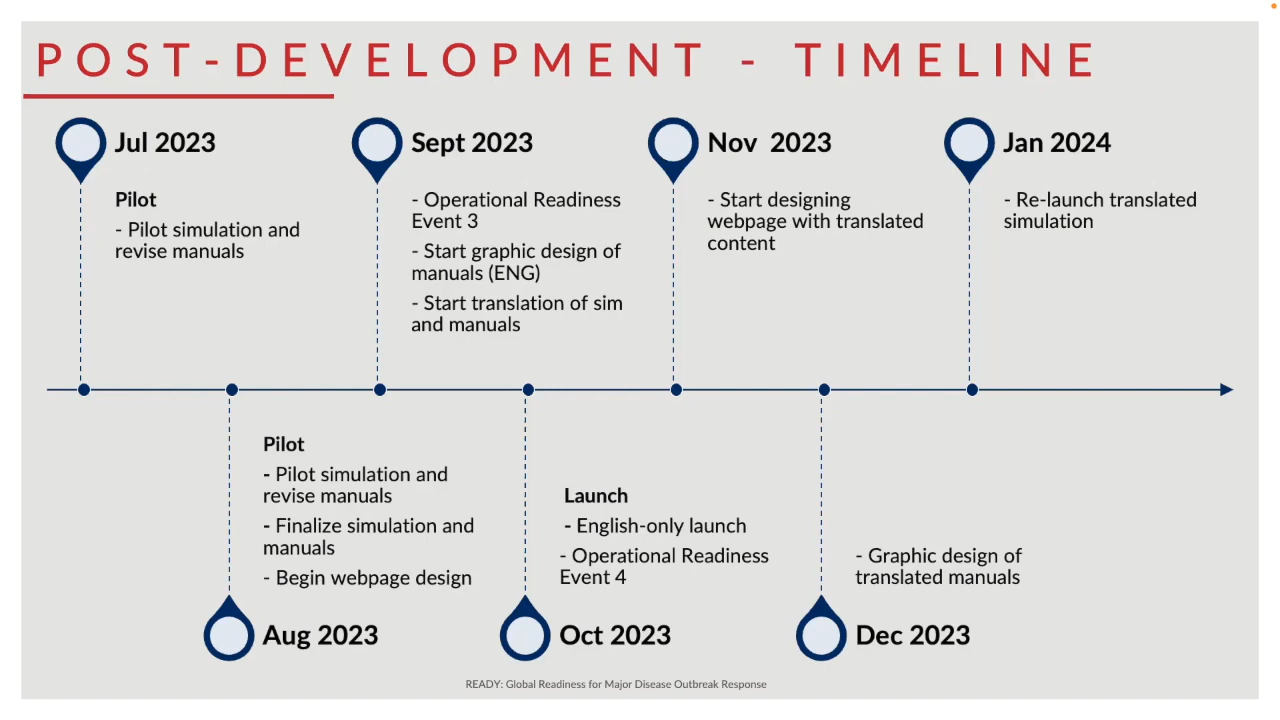 POST-DEVELOPMENT - TIMELINE
Jul 2023
Pilot
- Pilot simulation and
revise manuals
Sept 2023
- Operational Readiness
Event 3
- Start graphic design of
manuals (ENG)
- Start translation of sim
and manuals
Nov 2023
- Start designing
webpage with translated
content
Jan 2024
- Re-launch translated
simulation
Pilot
- Pilot simulation and
revise manuals
- Finalize simulation and
manuals
- Begin webpage design
Aug 2023
Launch
- English-only launch
- Operational Readiness
Event 4
Oct 2023
- Graphic design of
translated manuals
Dec 2023
READY: Global Readiness for Major Disease Outbreak Response